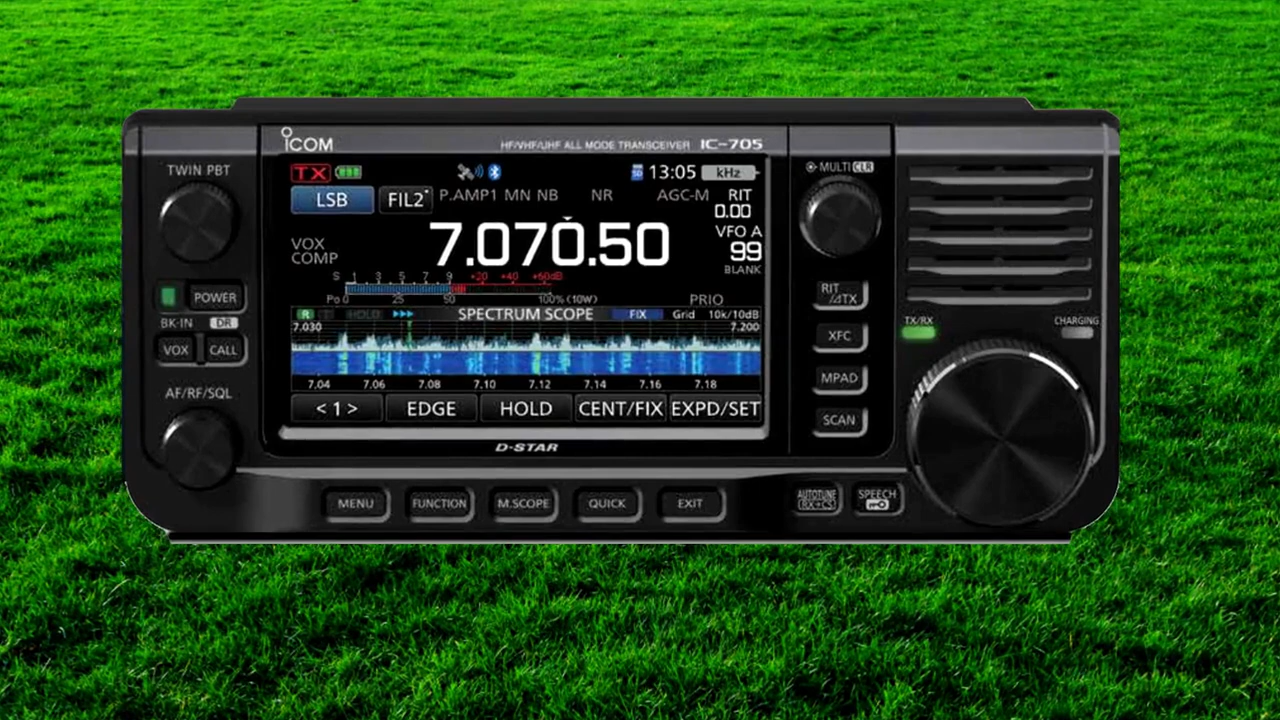 ICOM
HF/VHF/UHF ALL MODE TRANSCEIVER IC-705
TWIN PBT
POWER
BK-IN DR
VOX CALL
AF/RF/SQL
TX 13:05 kHz
LSB FIL2 P.AMP1 MN NB NR AGC-M RIT
0.00
VOX
COMP
7.070.50
VFO A
99
BLANK
S 1 3 5 7 9 +20 +40 +60dB
Po 0 25 50 100% (10W) PRIO
R T HOLD SPECTRUM SCOPE FIX Grid 10k/10dB
7.030 7.200
7.04 7.06 7.08 7.10 7.12 7.14 7.16 7.18
< 1 > EDGE HOLD CENT/FIX EXPD/SET
D-STAR
MULTI CLR
RIT
/⊿TX
XFC
MPAD
SCAN
TX/RX CHARGING
MENU FUNCTION M.SCOPE QUICK EXIT
AUTOTUNE
RX→CS
SPEECH